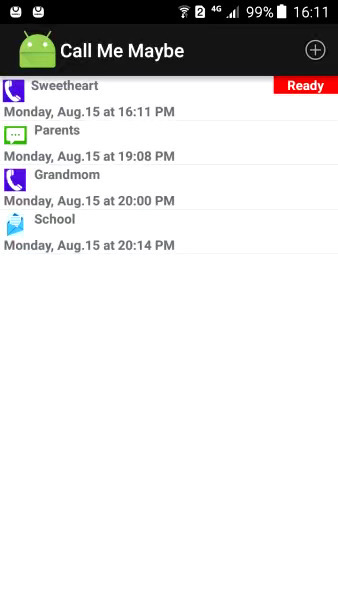 2 4G 99% 16:11
Call Me Maybe
Sweetheart Ready
Monday, Aug.15 at 16:11 PM
Parents
Monday, Aug.15 at 19:08 PM
Grandmom
Monday, Aug.15 at 20:00 PM
School
Monday, Aug.15 at 20:14 PM